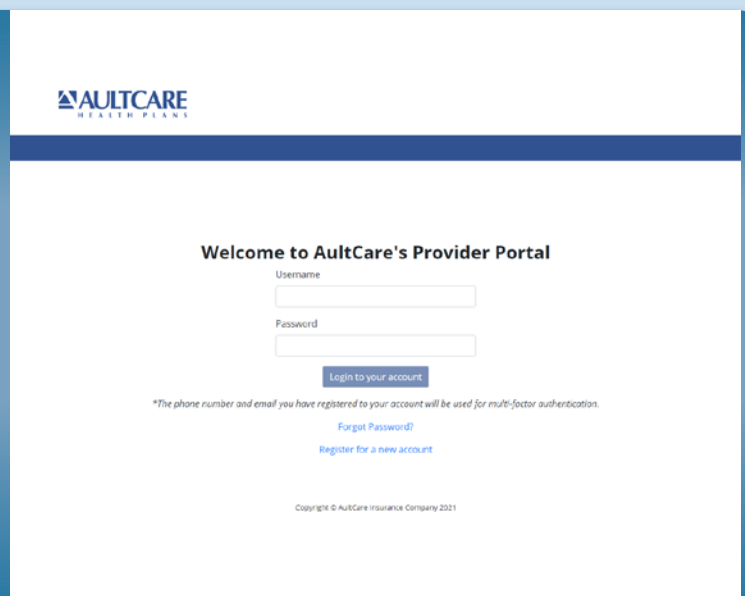 AULTCARE
HEALTH PLANS
Welcome to AultCare's Provider Portal
Username
Password
Login to your account
*The phone number and email you have registered to your account will be used for multi-factor authentication.
Forgot Password?
Register for a new account
Copyright © AultCare Insurance Company 2021